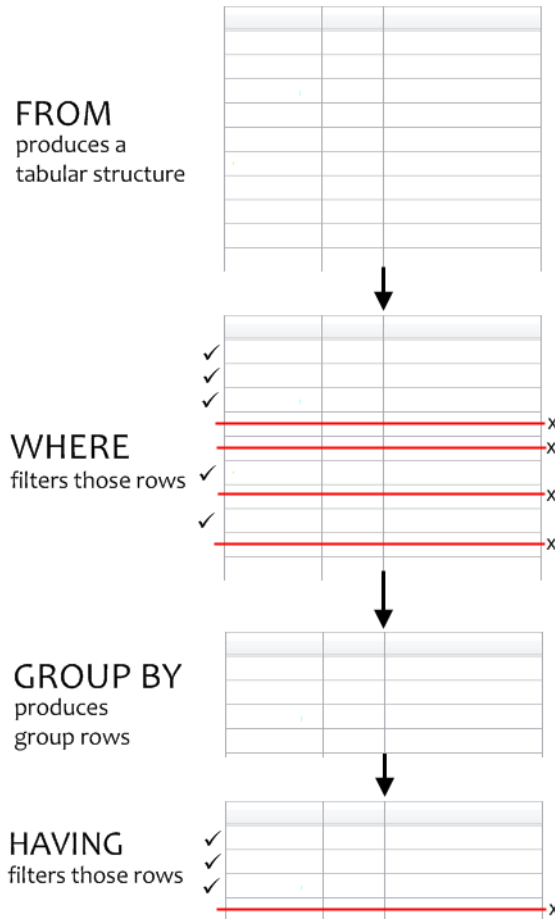 FROM
produces a
tabular structure
✓
✓
✓
x
x
WHERE
filters those rows
✓
x
✓
x
GROUP BY
produces
group rows
HAVING
filters those rows
✓
✓
✓
x